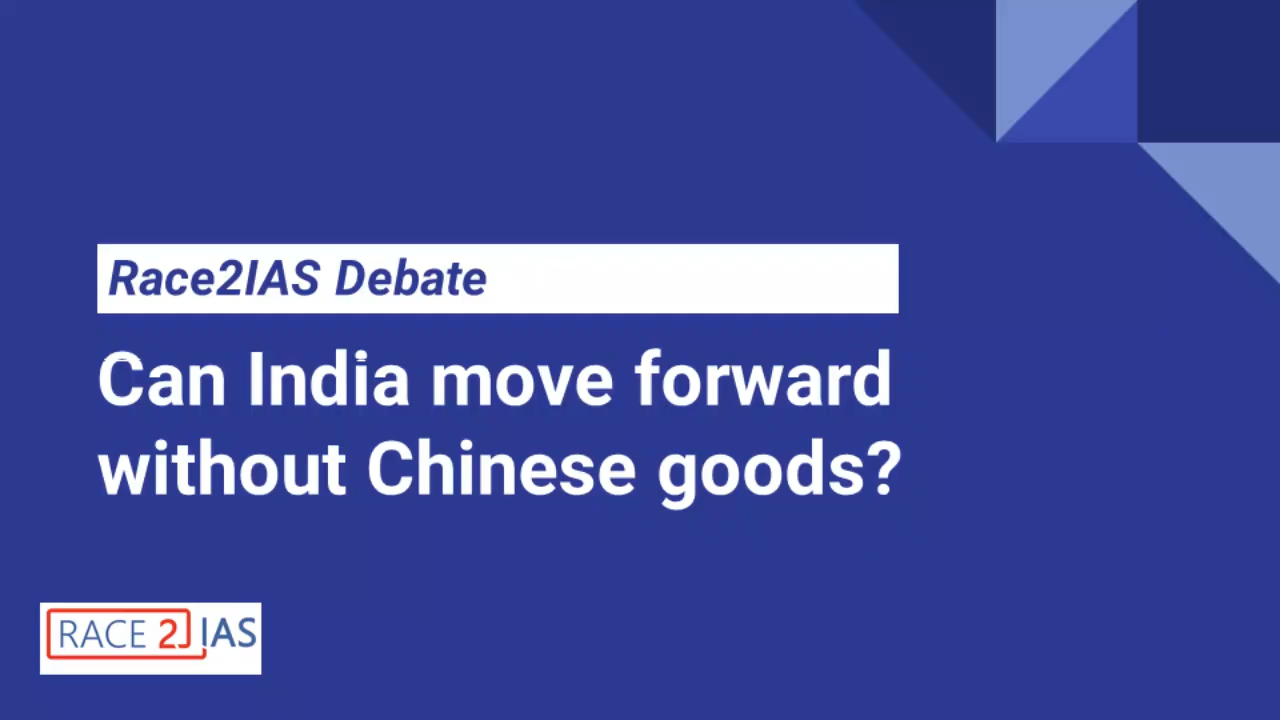 Race2IAS Debate
Can India move forward
without Chinese goods?
RACE 2 IAS